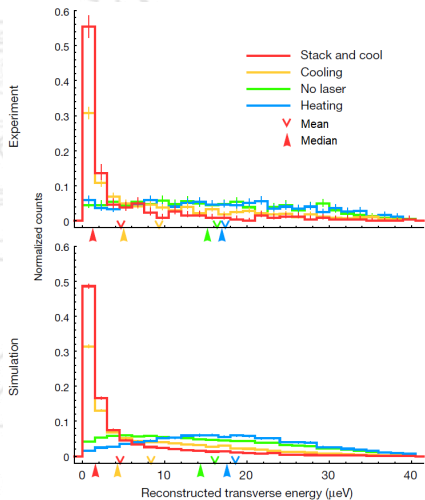 0.6
0.5
0.4
0.3
0.2
0.1
0
Experiment
Stack and cool
Cooling
No laser
Heating
Mean
Median
Normalized counts
0.6
0.5
0.4
0.3
0.2
0.1
0
Simulation
0 10 20 30 40
Reconstructed transverse energy (μeV)